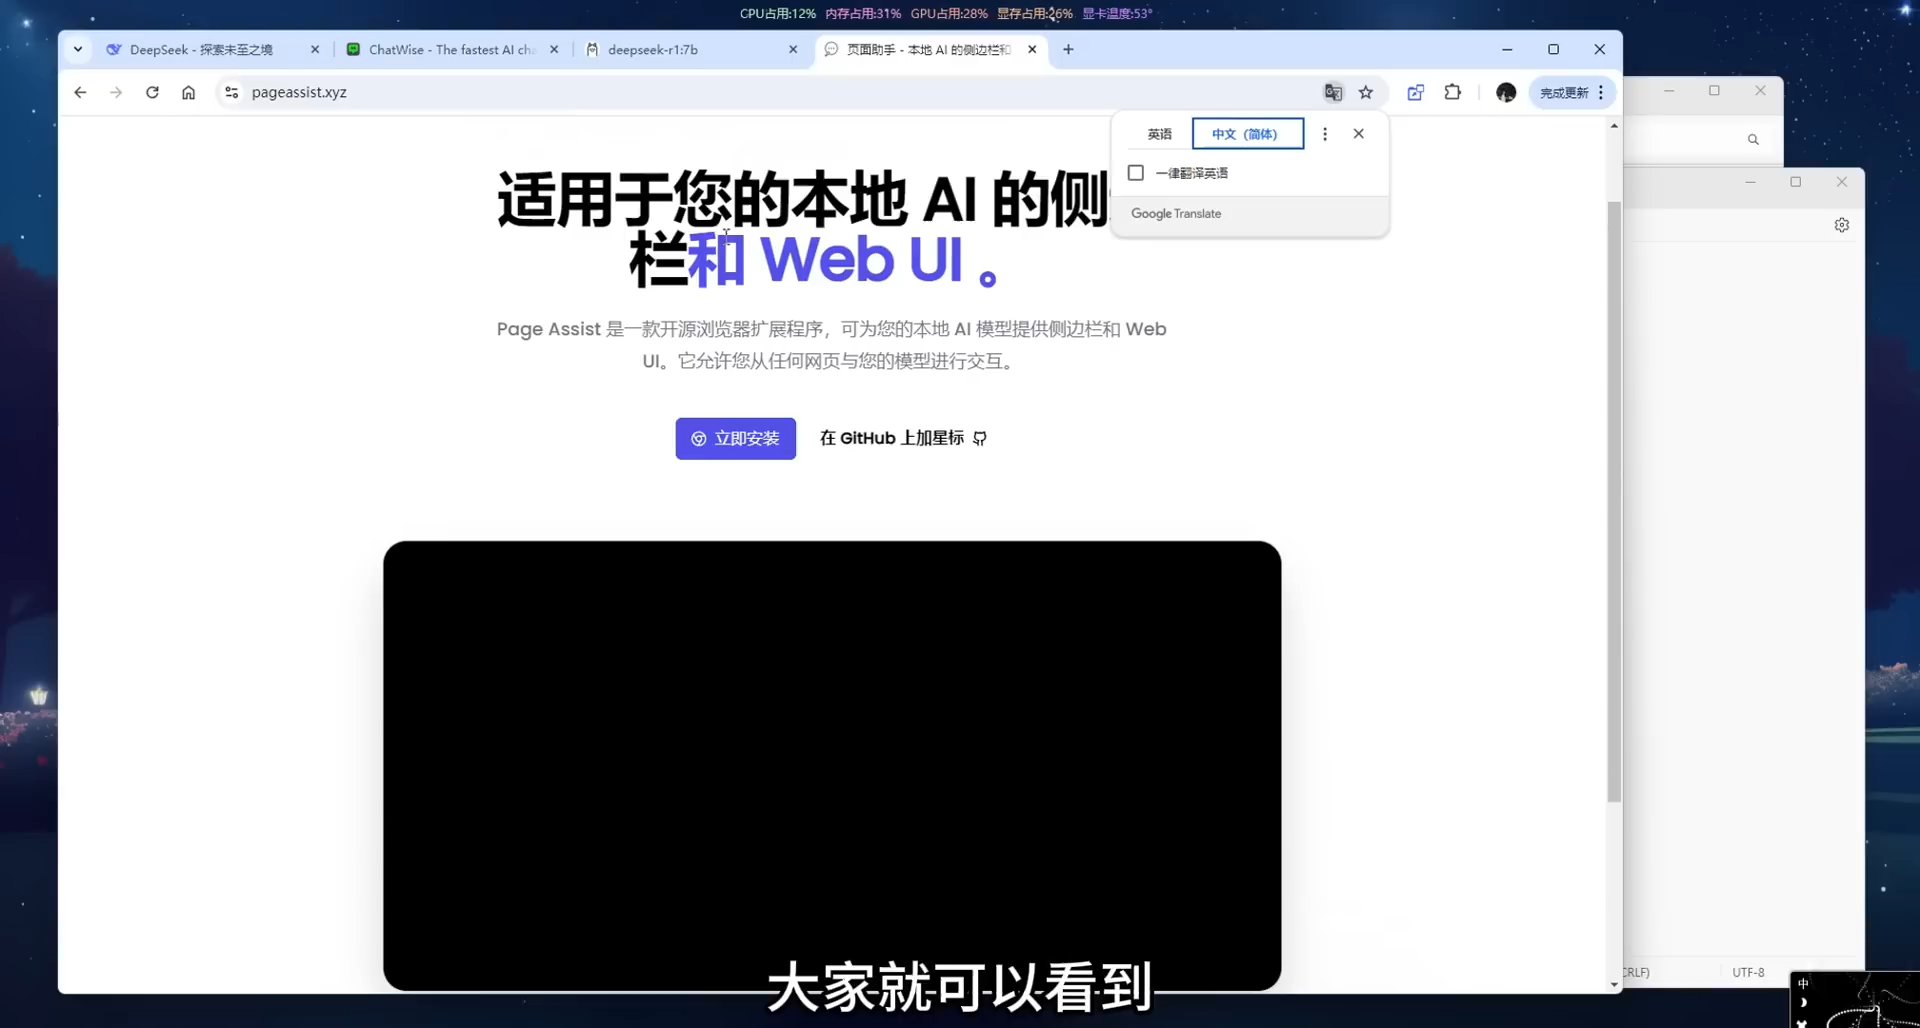 CPU占用:12% 内存占用:31% GPU占用:28% 显存占用:26% 显卡温度:53°
DeepSeek - 探索未至之境
ChatWise - The fastest AI cha
deepseek-r1:7b
页面助手 - 本地 AI 的侧边栏和
pageassist.xyz
完成更新
英语
中文（简体）
一律翻译英语
Google Translate
适用于您的本地 AI 的侧
栏和 Web UI 。
Page Assist 是一款开源浏览器扩展程序，可为您的本地 AI 模型提供侧边栏和 Web
UI。它允许您从任何网页与您的模型进行交互。
立即安装
在 GitHub 上加星标
CRLF)
UTF-8
中
大家就可以看到